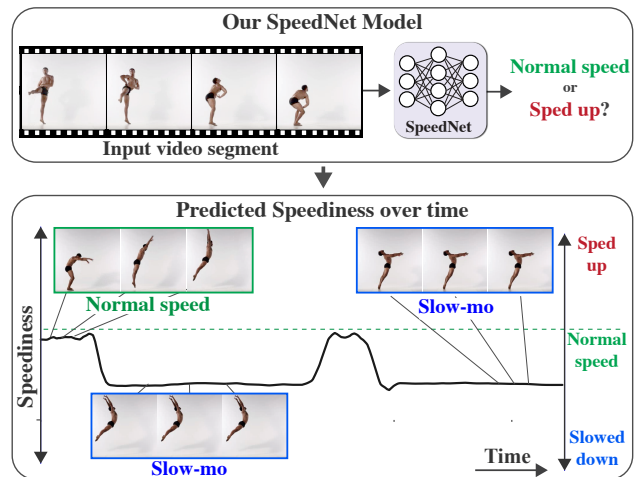 Our SpeedNet Model
Normal speed
or
Sped up?
SpeedNet
Input video segment
Predicted Speediness over time
Sped
up
Normal speed
Slow-mo
Normal
speed
Speediness
Slow-mo
Time
Slowed
down